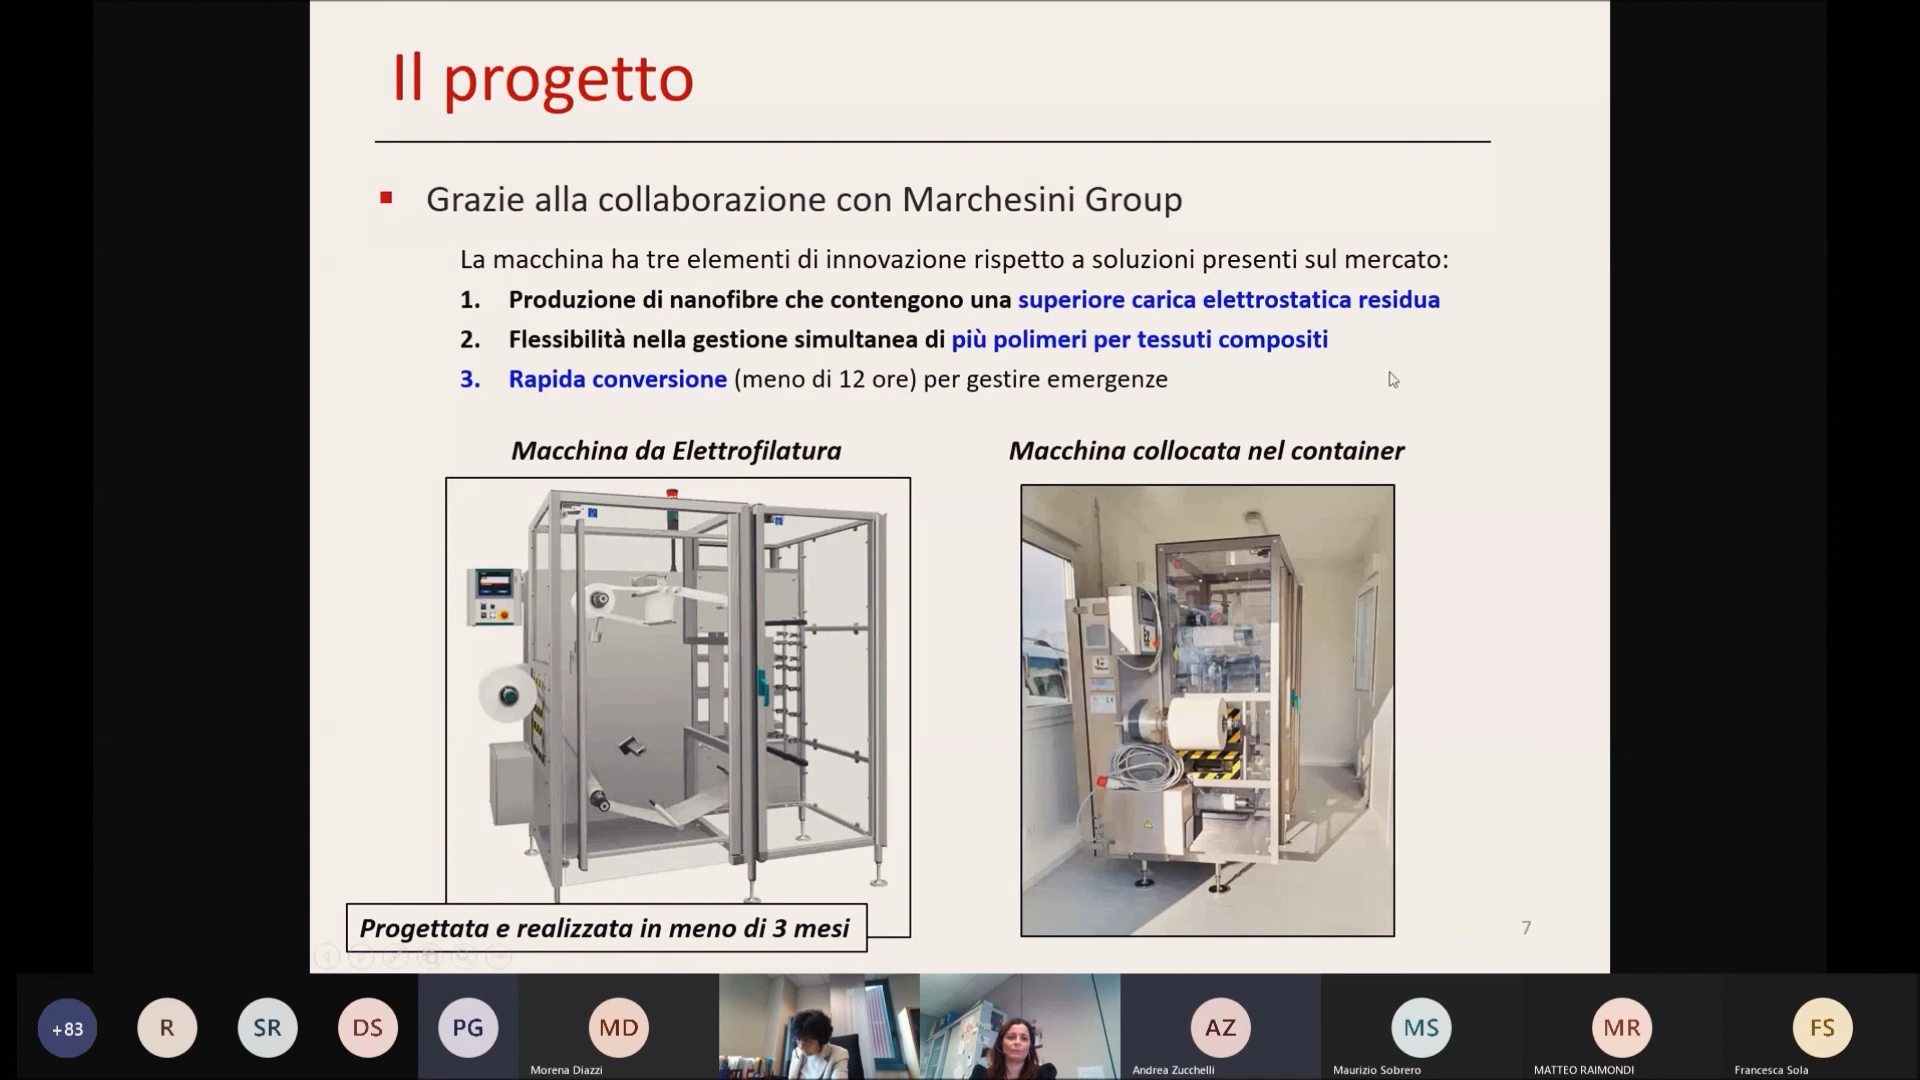 Il progetto
Grazie alla collaborazione con Marchesini Group
La macchina ha tre elementi di innovazione rispetto a soluzioni presenti sul mercato:
1. Produzione di nanofibre che contengono una superiore carica elettrostatica residua
2. Flessibilità nella gestione simultanea di più polimeri per tessuti compositi
3. Rapida conversione (meno di 12 ore) per gestire emergenze
Macchina da Elettrofilatura
Macchina collocata nel container
Progettata e realizzata in meno di 3 mesi
7
+83
R
SR
DS
PG
MD
AZ
MS
MR
FS
Morena Diazzi
Andrea Zucchelli
Maurizio Sobrero
MATTEO RAIMONDI
Francesca Sola